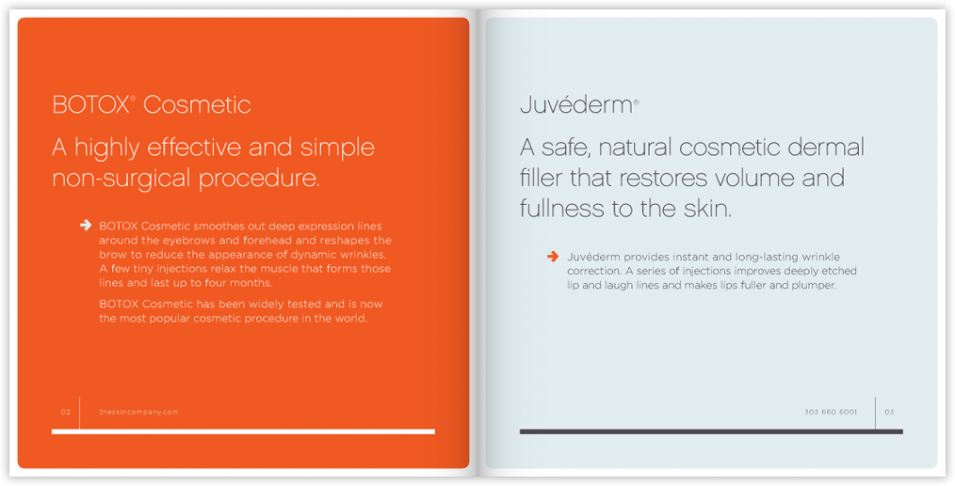 BOTOX® Cosmetic
A highly effective and simple
non-surgical procedure.
BOTOX Cosmetic smoothes out deep expression lines
around the eyebrows and forehead and reshapes the
brow to reduce the appearance of dynamic wrinkles.
A few tiny injections relax the muscle that forms those
lines and last up to four months.
BOTOX Cosmetic has been widely tested and is now
the most popular cosmetic procedure in the world.
02 theskincompany.com
Juvéderm®
A safe, natural cosmetic dermal
filler that restores volume and
fullness to the skin.
Juvéderm provides instant and long-lasting wrinkle
correction. A series of injections improves deeply etched
lip and laugh lines and makes lips fuller and plumper.
303 660 6001 03